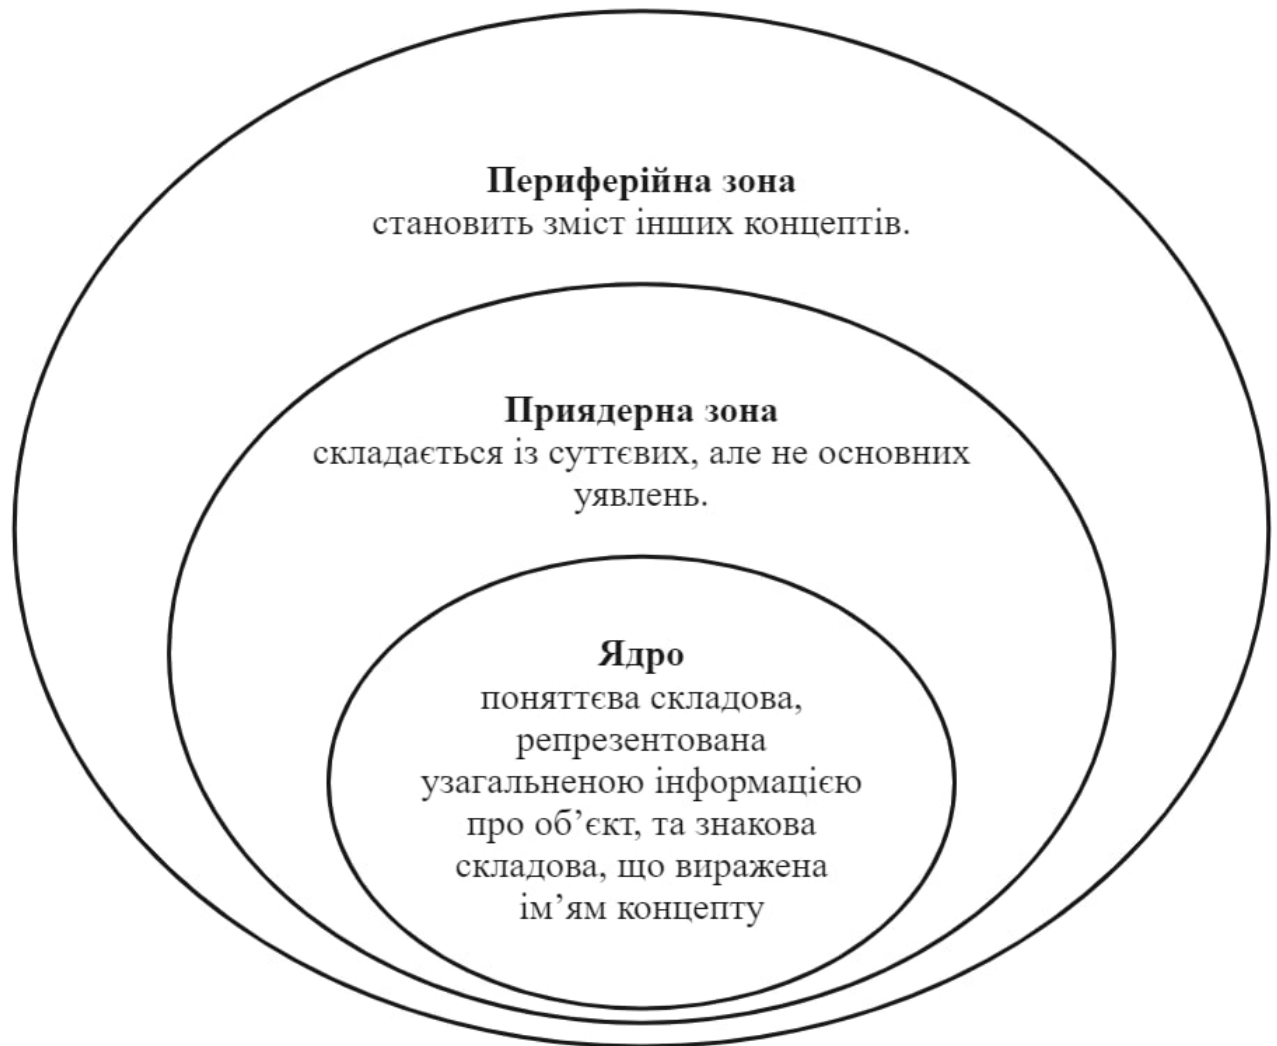 Периферійна зона
становить зміст інших концептів.
Приядерна зона
складається із суттєвих, але не основних
уявлень.
Ядро
поняттєва складова,
репрезентована
узагальненою інформацією
про об’єкт, та знакова
складова, що виражена
ім’ям концепту